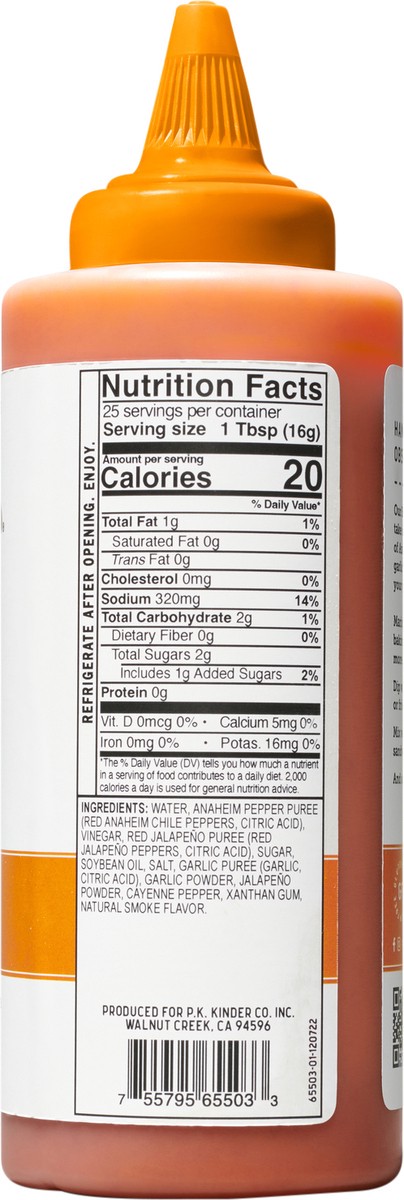 REFRIGERATE AFTER OPENING. ENJOY.
Nutrition Facts
25 servings per container
Serving size 1 Tbsp (16g)
Amount per serving
Calories 20
% Daily Value*
Total Fat 1g 1%
Saturated Fat 0g 0%
Trans Fat 0g
Cholesterol 0mg 0%
Sodium 320mg 14%
Total Carbohydrate 2g 1%
Dietary Fiber 0g 0%
Total Sugars 2g
Includes 1g Added Sugars 2%
Protein 0g
Vit. D 0mcg 0% • Calcium 5mg 0%
Iron 0mg 0% • Potas. 16mg 0%
*The % Daily Value (DV) tells you how much a nutrient
in a serving of food contributes to a daily diet. 2,000
calories a day is used for general nutrition advice.
INGREDIENTS: WATER, ANAHEIM PEPPER PUREE
(RED ANAHEIM CHILE PEPPERS, CITRIC ACID),
VINEGAR, RED JALAPEÑO PUREE (RED
JALAPEÑO PEPPERS, CITRIC ACID), SUGAR,
SOYBEAN OIL, SALT, GARLIC PUREE (GARLIC,
CITRIC ACID), GARLIC POWDER, JALAPEÑO
POWDER, CAYENNE PEPPER, XANTHAN GUM,
NATURAL SMOKE FLAVOR.
PRODUCED FOR P.K. KINDER CO. INC.
WALNUT CREEK, CA 94596
7 55795 65503 3
65503-01-120722